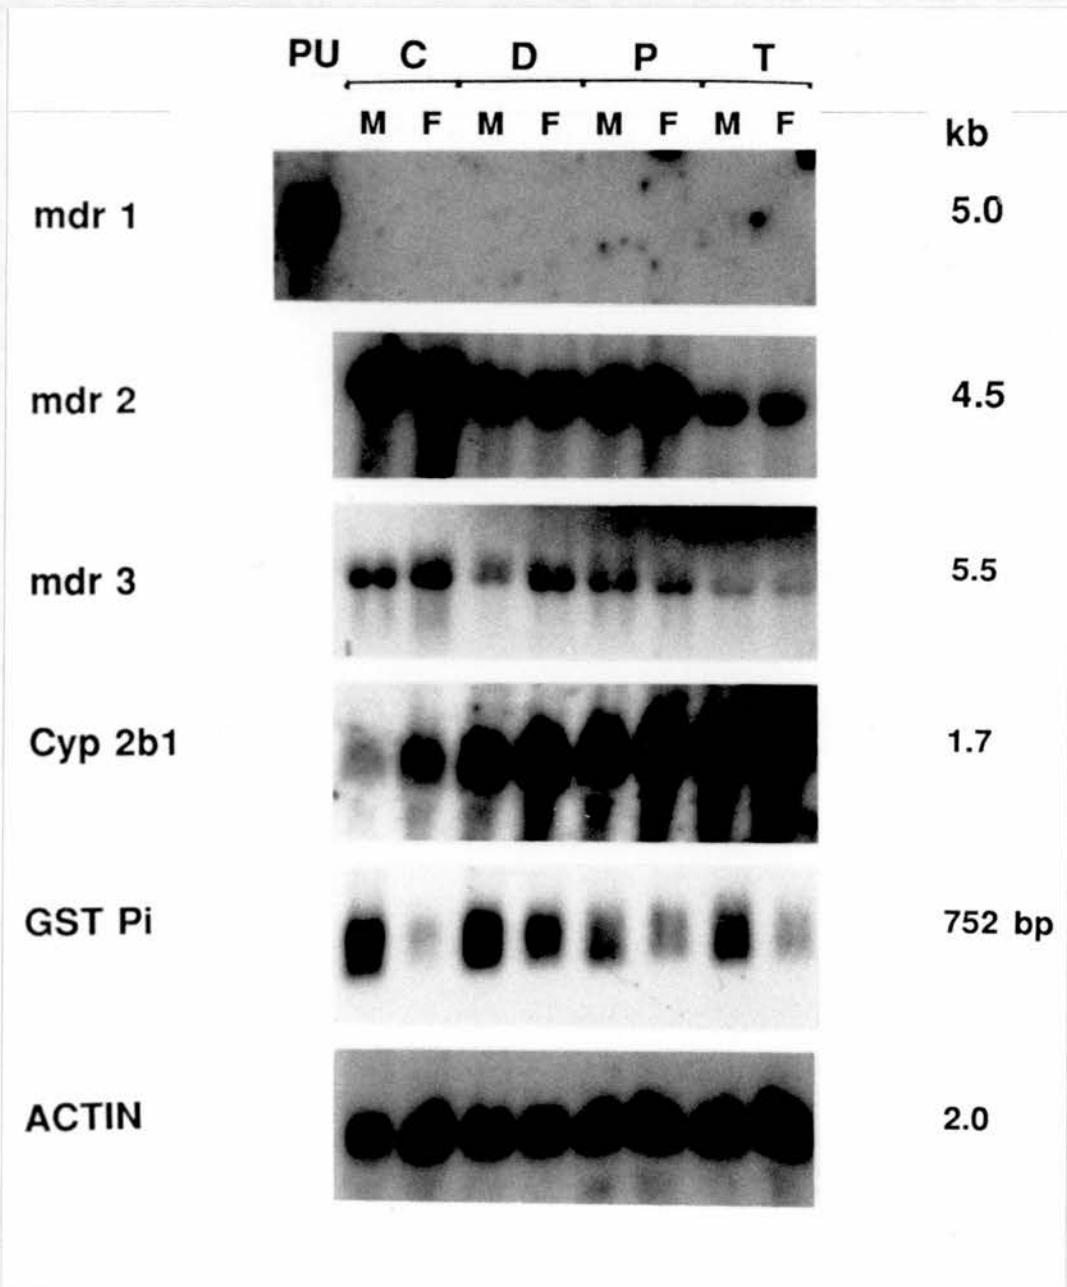 PU C D P T
M F M F M F M F
kb
mdr 1 5.0
mdr 2 4.5
mdr 3 5.5
Cyp 2b1 1.7
GST Pi 752 bp
ACTIN 2.0